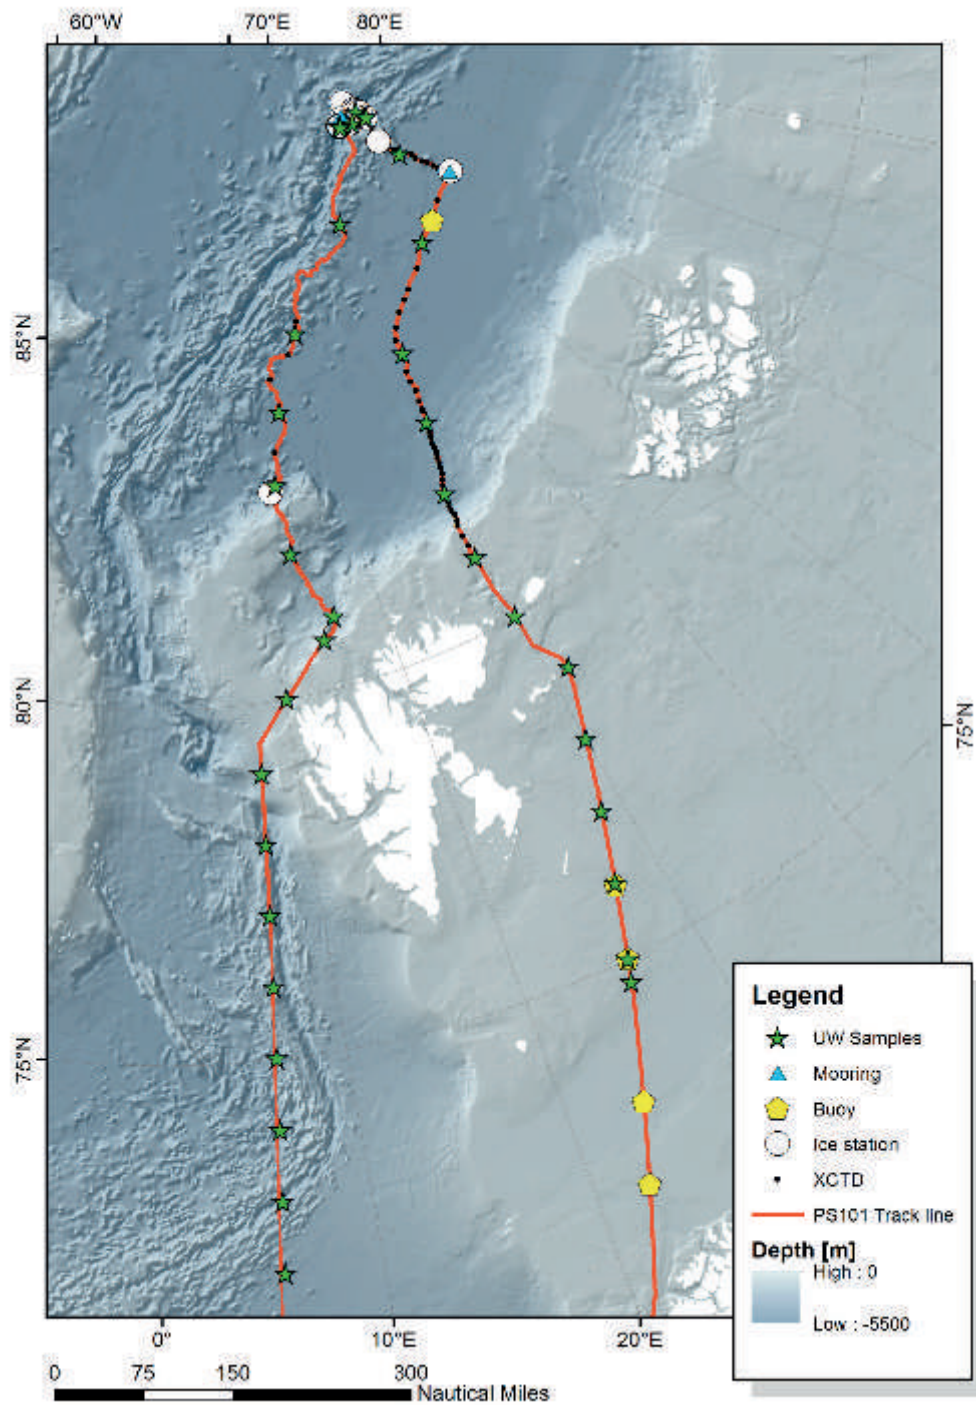 60°W 70°E 80°E
85°N
80°N
75°N
75°N
Legend
UW Samples
Mooring
Buoy
Ice station
XCTD
PS101 Track line
Depth [m]
High : 0
Low : -5500
0° 10°E 20°E
0 75 150 300
Nautical Miles